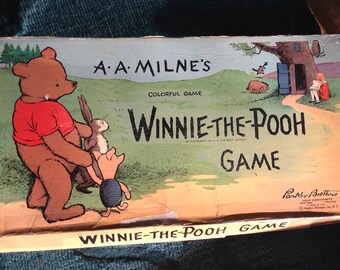 A·A·MILNE'S
COLORFUL GAME
WINNIE-THE-POOH
GAME
Parker Brothers
WINNIE-THE-POOH GAME